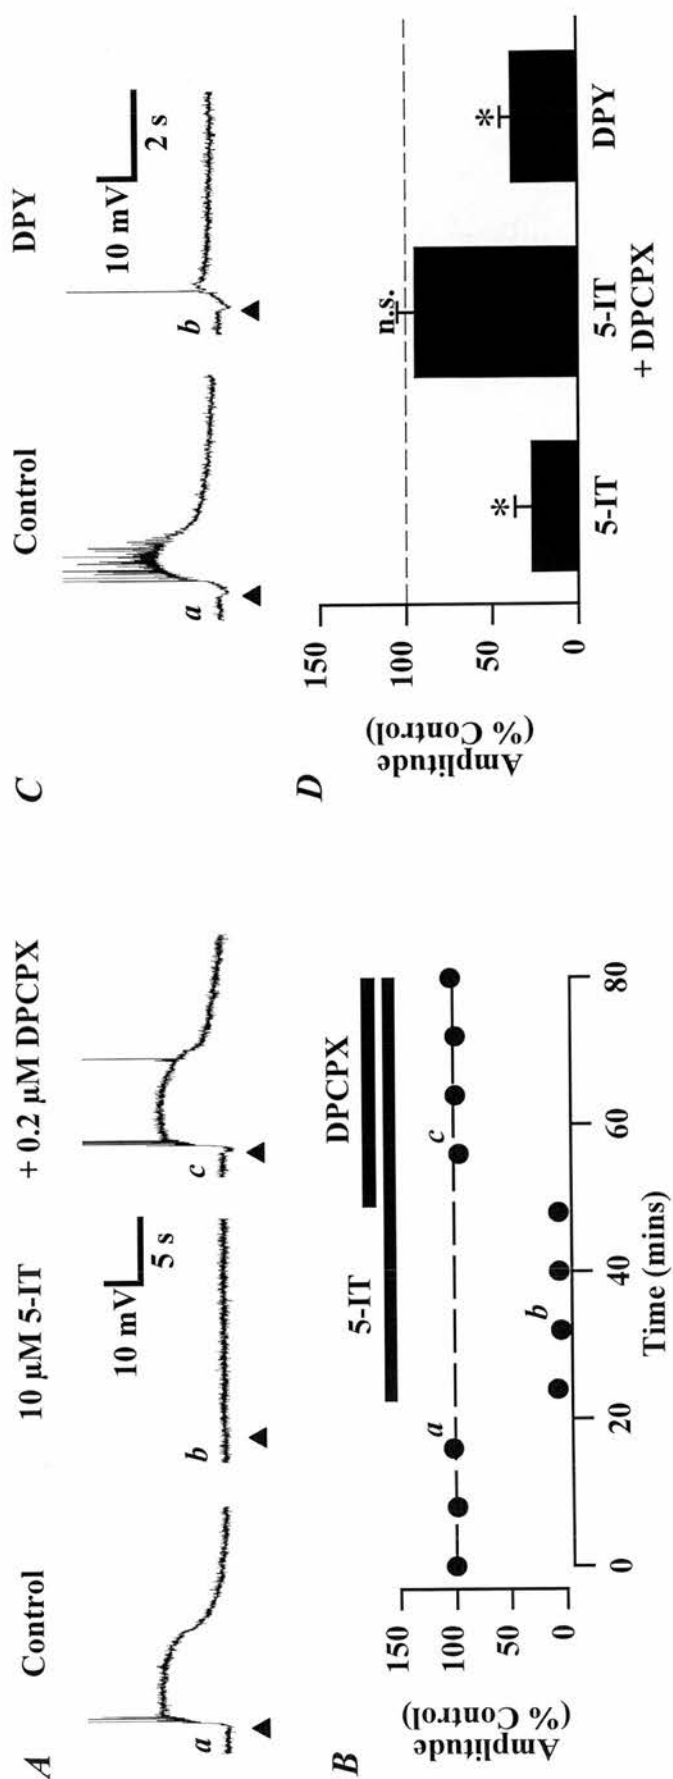 A
Control
10 µM 5-IT
+ 0.2 µM DPCPX
a
b
c
10 mV
5 s
B
Amplitude
(% Control)
150
100
50
0
5-IT
DPCPX
a
b
c
0
20
40
60
80
Time (mins)
C
Control
DPY
a
b
10 mV
2 s
D
Amplitude
(% Control)
150
100
50
0
*
n.s.
*
5-IT
5-IT
+ DPCPX
DPY